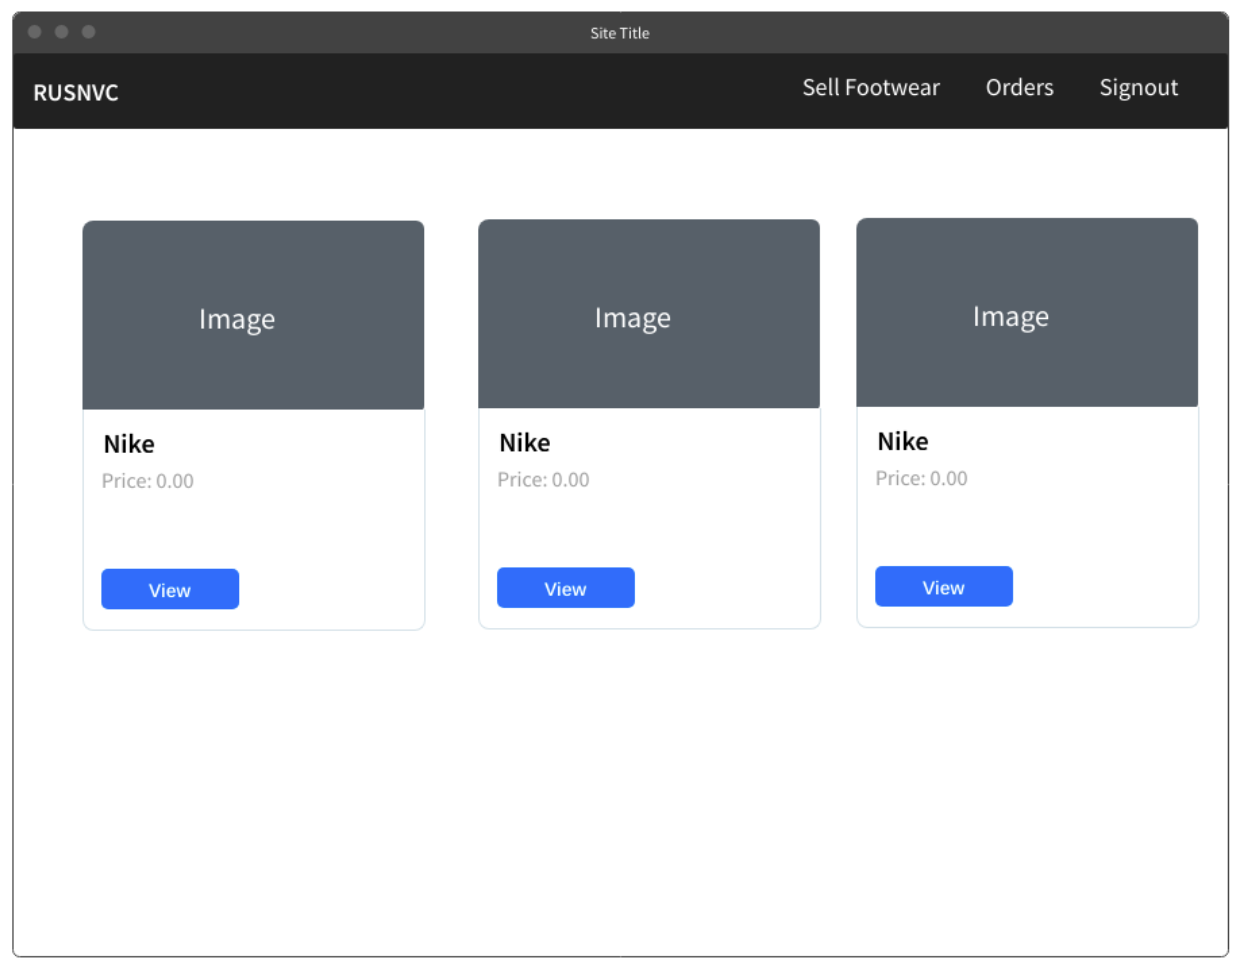 Site Title
RUSNVC
Sell Footwear
Orders
Signout
Image
Image
Image
Nike
Nike
Nike
Price: 0.00
Price: 0.00
Price: 0.00
View
View
View